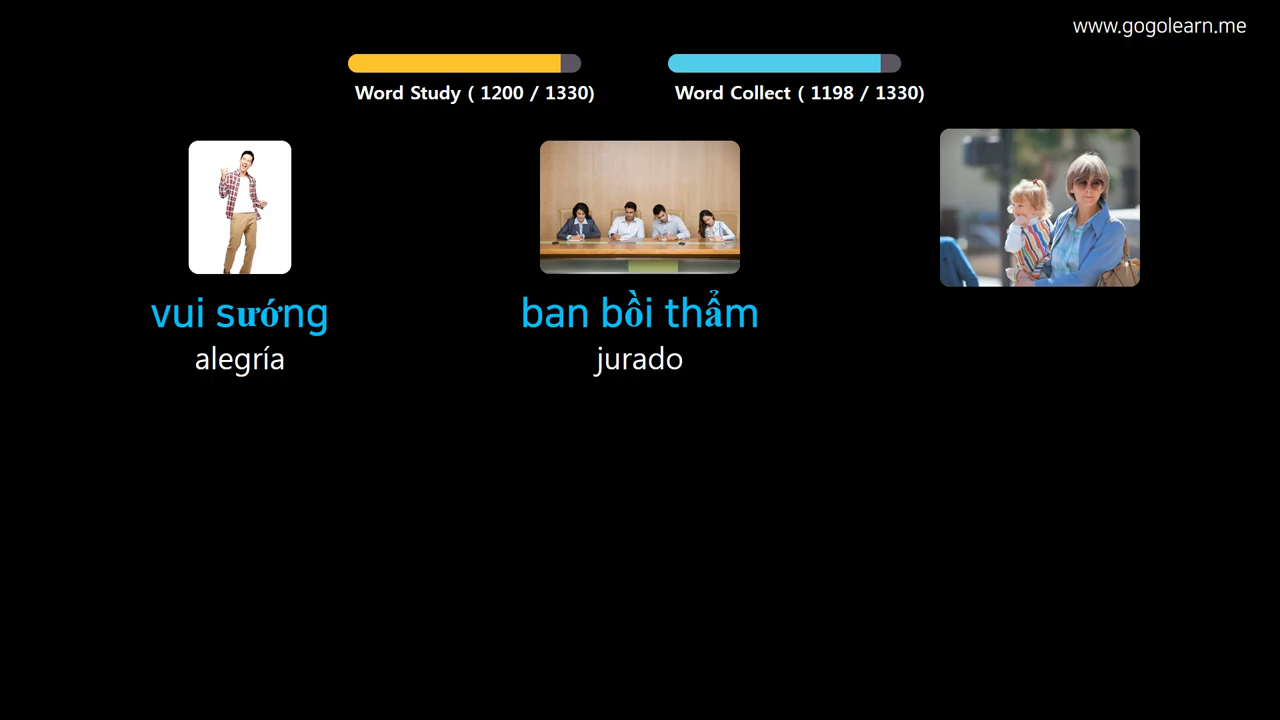 www.gogolearn.me
Word Study ( 1200 / 1330)
Word Collect ( 1198 / 1330)
vui sướng
alegría
ban bồi thẩm
jurado